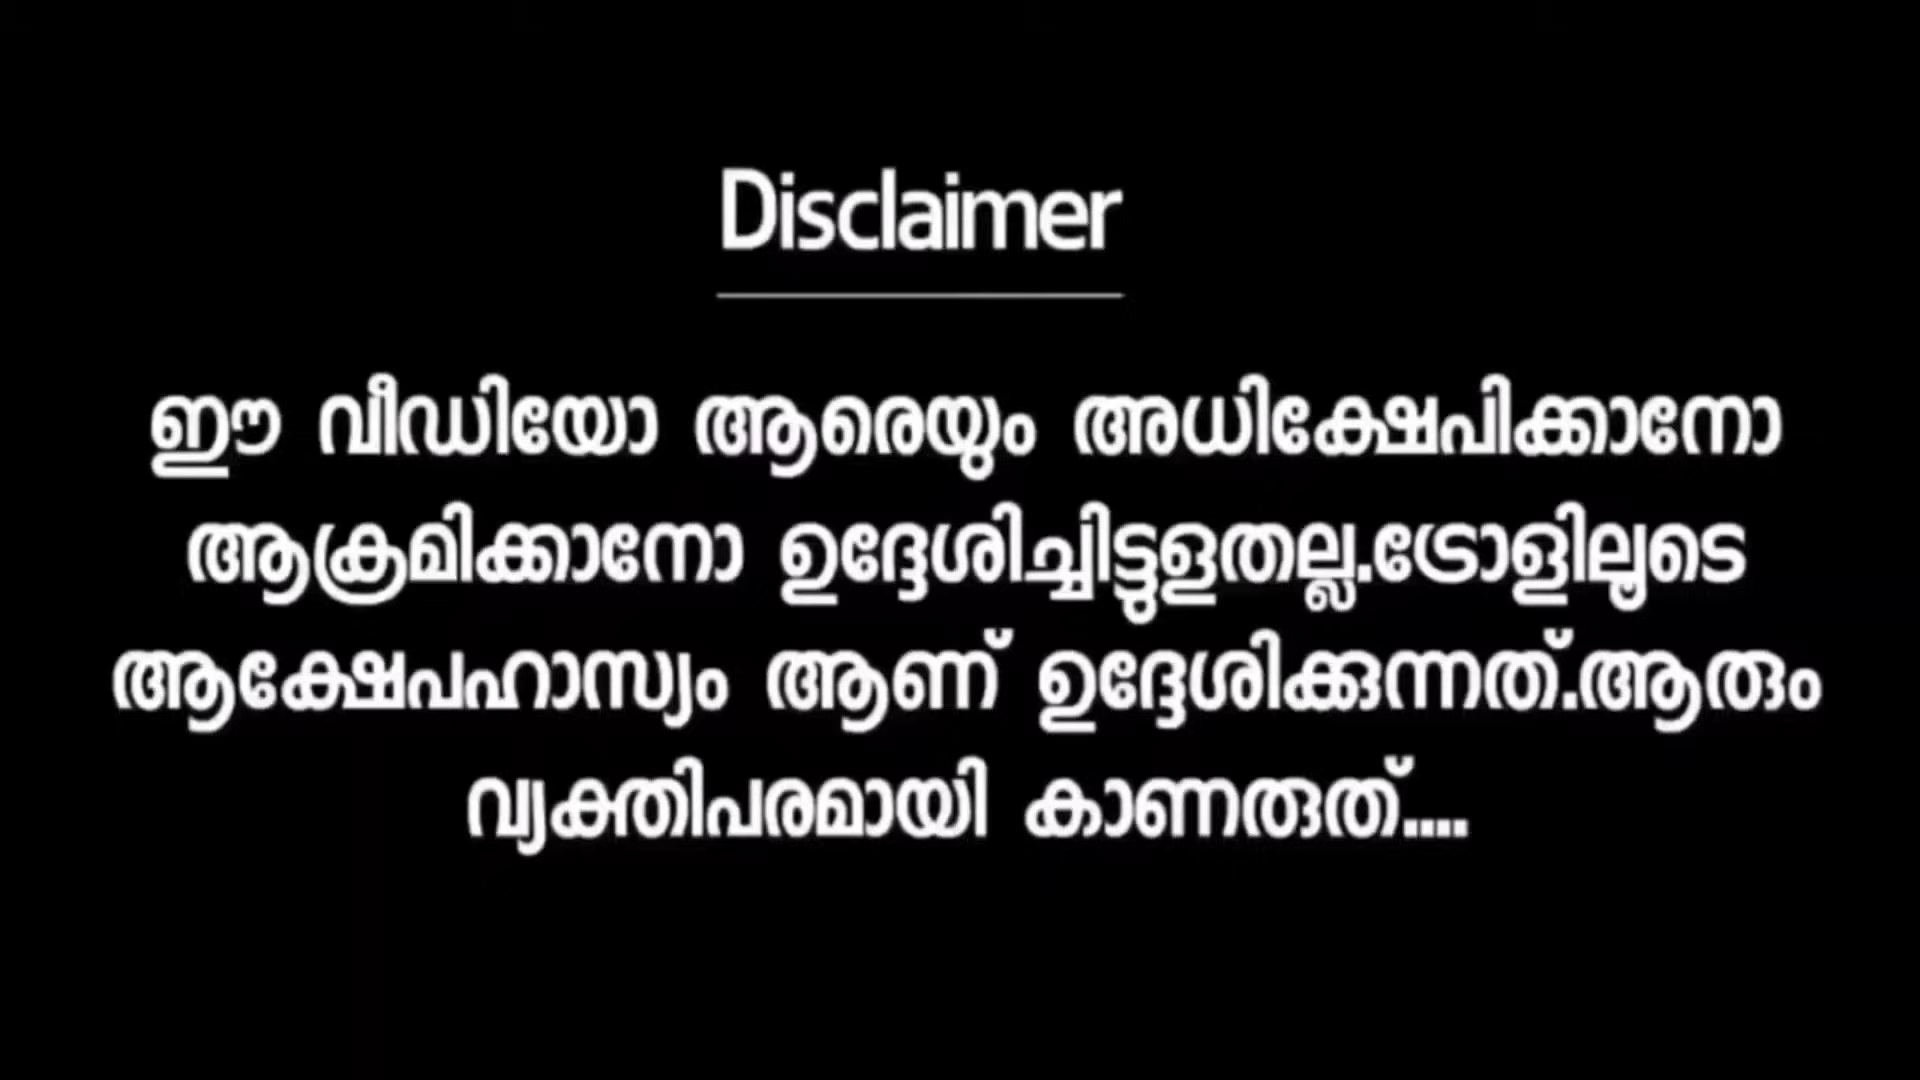 Disclaimer
ഈ വീഡിയോ ആരെയും അധിക്ഷേപിക്കാനോ
ആക്രമിക്കാനോ ഉദ്ദേശിച്ചിട്ടുളതല്ല.ട്രോളിലൂടെ
ആക്ഷേപഹാസ്യം ആണ് ഉദ്ദേശിക്കുന്നത്.ആരും
വ്യക്തിപരമായി കാണരുത്....